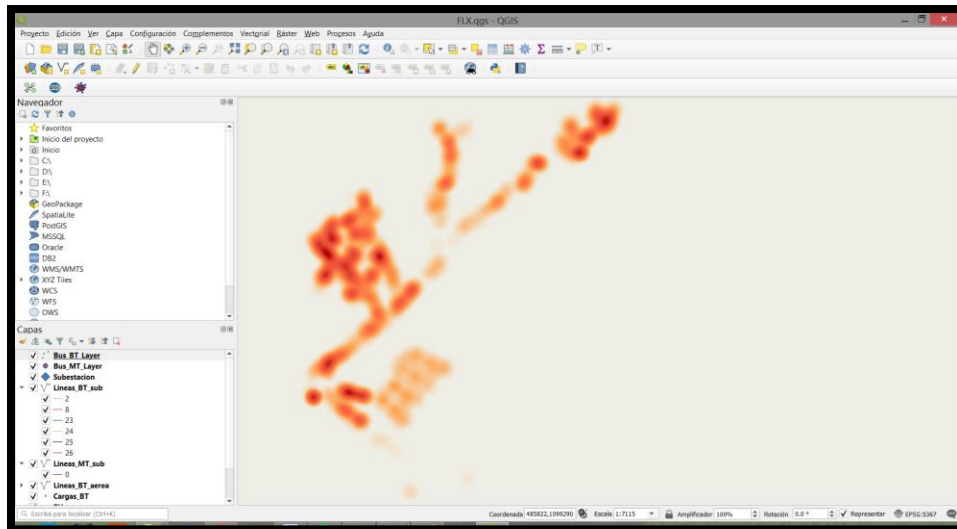 FLX.qgs - QGIS
Proyecto Edición Ver Capa Configuración Complementos Vectorial Ráster Web Procesos Ayuda
Navegador
Favoritos
Inicio del proyecto
Inicio
C:\
D:\
E:\
F:\
GeoPackage
SpatiaLite
PostGIS
MSSQL
Oracle
DB2
WMS/WMTS
XYZ Tiles
WCS
WFS
OWS
Capas
Bus_BT_Layer
Bus_MT_Layer
Subestacion
Lineas_BT_sub
2
8
23
24
25
26
Lineas_MT_sub
0
Lineas_BT_aerea
Cargas_BT
Escribe para localizar (Ctrl+K) Coordenada 485822,1099290 Escala 1:7115 Amplificador 100% Rotación 0.0 ° Representar EPSG:5367